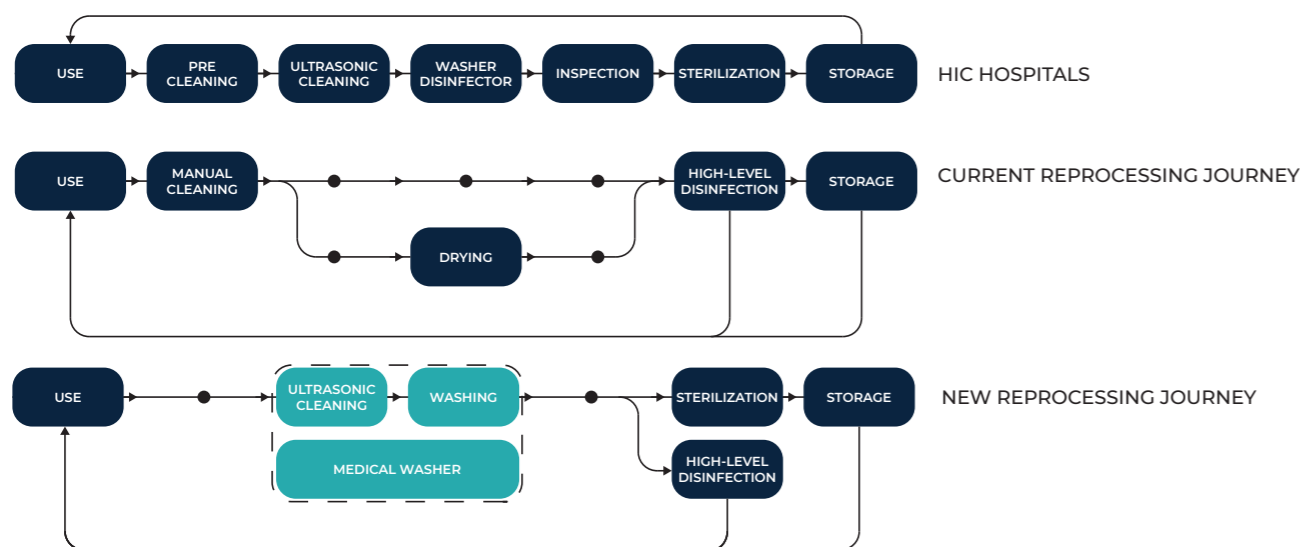 USE
PRE
CLEANING
ULTRASONIC
CLEANING
WASHER
DISINFECTOR
INSPECTION
STERILIZATION
STORAGE
HIC HOSPITALS
USE
MANUAL
CLEANING
HIGH-LEVEL
DISINFECTION
STORAGE
CURRENT REPROCESSING JOURNEY
DRYING
USE
ULTRASONIC
CLEANING
WASHING
STERILIZATION
STORAGE
NEW REPROCESSING JOURNEY
MEDICAL WASHER
HIGH-LEVEL
DISINFECTION